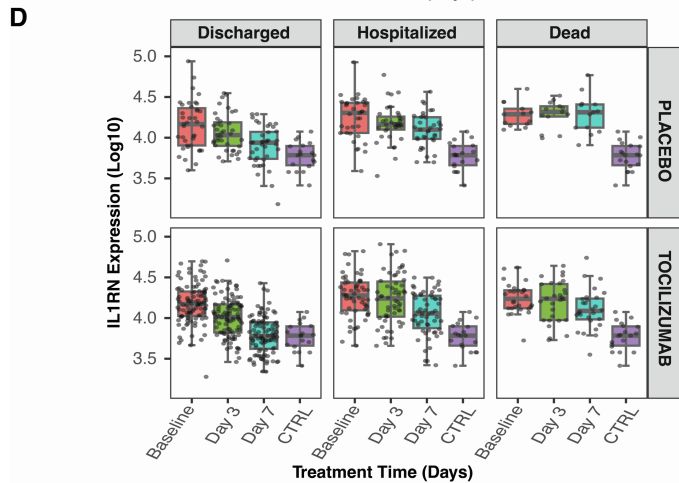 D
Discharged Hospitalized Dead
5.0
4.5
4.0
3.5
PLACEBO
IL1RN Expression (Log10)
5.0
4.5
4.0
3.5
TOCILIZUMAB
Baseline Day 3 Day 7 CTRL Baseline Day 3 Day 7 CTRL Baseline Day 3 Day 7 CTRL
Treatment Time (Days)